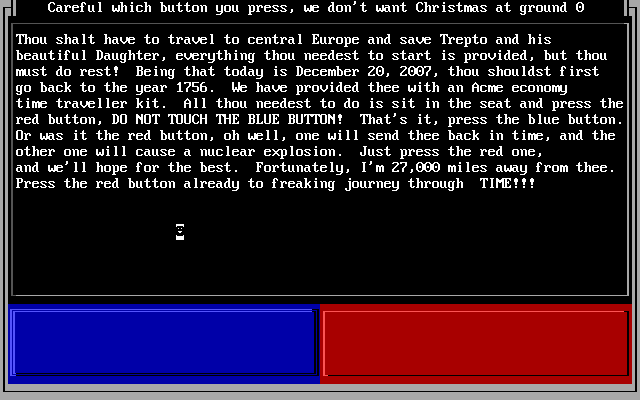 Careful which button you press, we don't want Christmas at ground 0
Thou shalt have to travel to central Europe and save Trepto and his
beautiful Daughter, everything thou needest to start is provided, but thou
must do rest!  Being that today is December 20, 2007, thou shouldst first
go back to the year 1756.  We have provided thee with an Acme economy
time traveller kit.  All thou needest to do is sit in the seat and press the
red button, DO NOT TOUCH THE BLUE BUTTON!  That's it, press the blue button.
Or was it the red button, oh well, one will send thee back in time, and the
other one will cause a nuclear explosion.  Just press the red one,
and we'll hope for the best.  Fortunately, I'm 27,000 miles away from thee.
Press the red button already to freaking journey through  TIME!!!